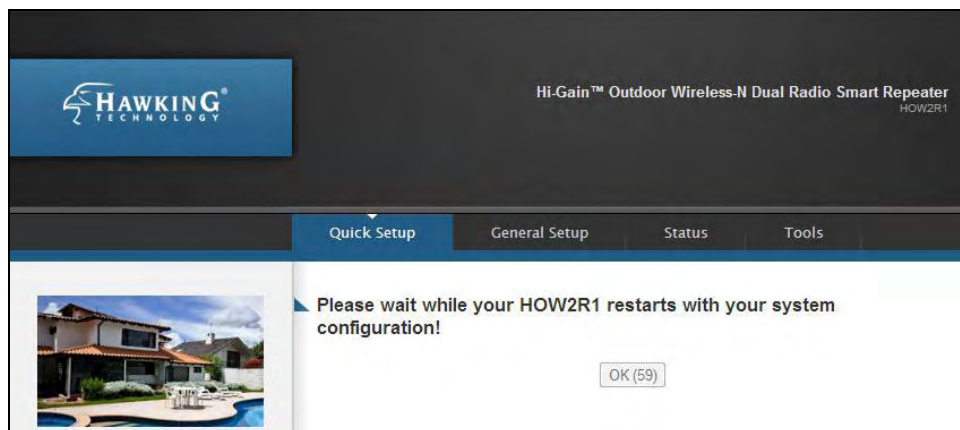 HAWKING®
TECHNOLOGY
Hi-Gain™ Outdoor Wireless-N Dual Radio Smart Repeater
HOW2R1
Quick Setup
General Setup
Status
Tools
Please wait while your HOW2R1 restarts with your system
configuration!
OK (59)